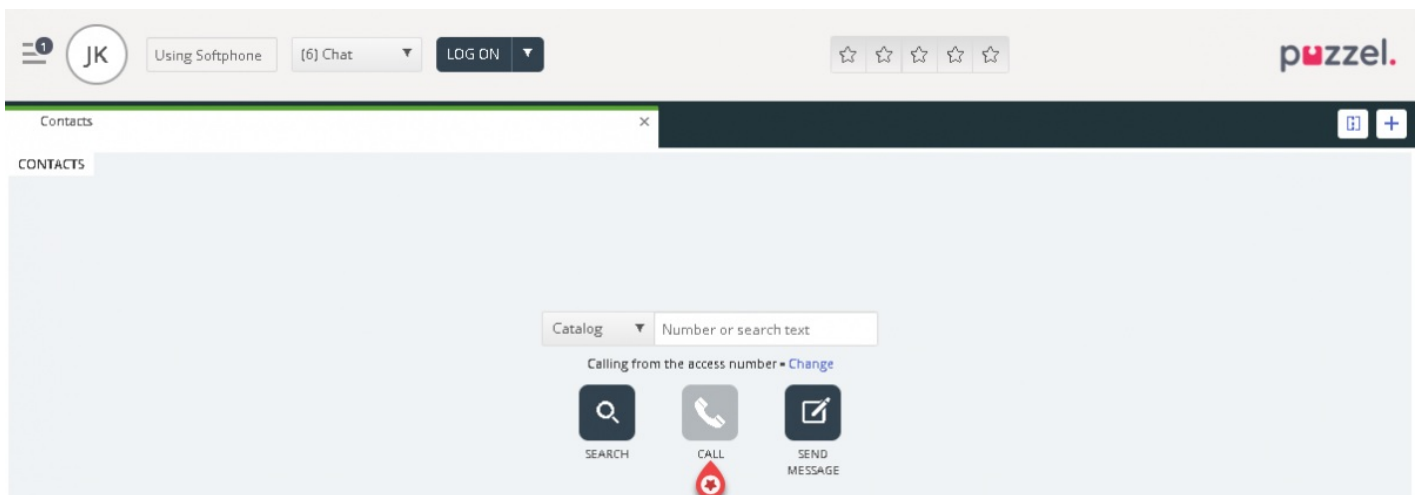 1
JK
Using Softphone
[6] Chat
LOG ON
puzzel.
Contacts
CONTACTS
Catalog
Number or search text
Calling from the access number • Change
SEARCH
CALL
SEND
MESSAGE